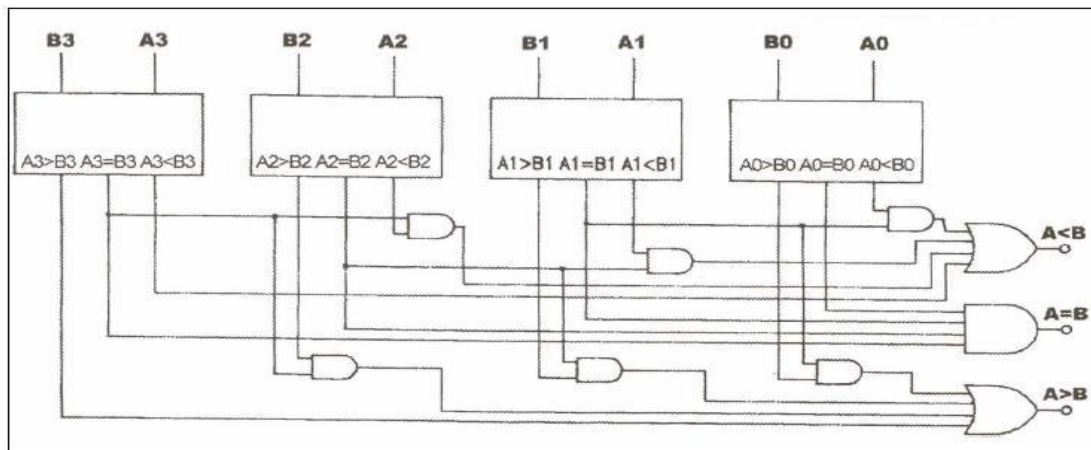 B3 A3 B2 A2 B1 A1 B0 A0
A3>B3 A3=B3 A3<B3 A2>B2 A2=B2 A2<B2 A1>B1 A1=B1 A1<B1 A0>B0 A0=B0 A0<B0
A<B
A=B
A>B